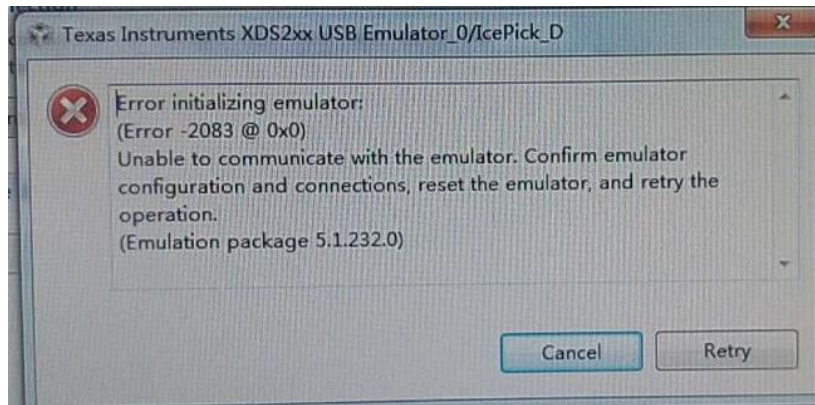 Texas Instruments XDS2xx USB Emulator_0/IcePick_D
Error initializing emulator:
(Error -2083 @ 0x0)
Unable to communicate with the emulator. Confirm emulator
configuration and connections, reset the emulator, and retry the
operation.
(Emulation package 5.1.232.0)
Cancel
Retry